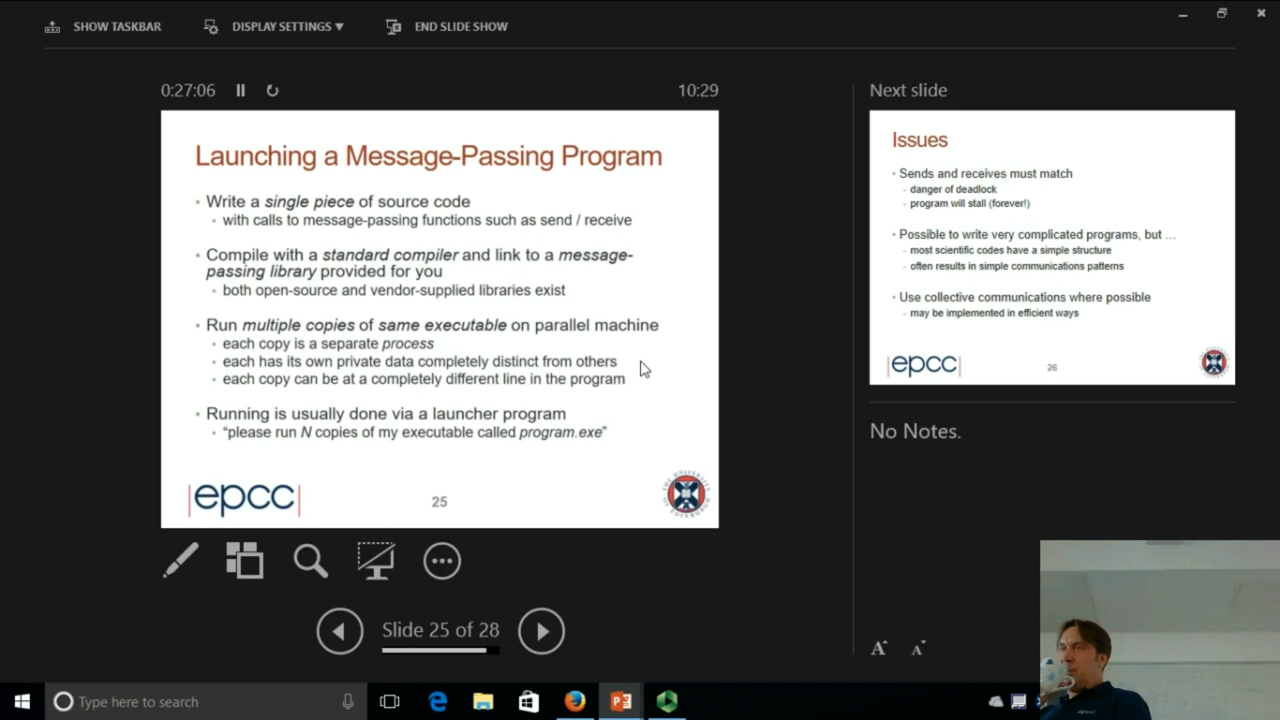 SHOW TASKBAR
DISPLAY SETTINGS ▼
END SLIDE SHOW
0:27:06
10:29
Launching a Message-Passing Program
• Write a single piece of source code
• with calls to message-passing functions such as send / receive
• Compile with a standard compiler and link to a message-
passing library provided for you
• both open-source and vendor-supplied libraries exist
• Run multiple copies of same executable on parallel machine
• each copy is a separate process
• each has its own private data completely distinct from others
• each copy can be at a completely different line in the program
• Running is usually done via a launcher program
• “please run N copies of my executable called program.exe”
|epcc|
25
Slide 25 of 28
Next slide
Issues
• Sends and receives must match
- danger of deadlock
- program will stall (forever!)
• Possible to write very complicated programs, but …
- most scientific codes have a simple structure
- often results in simple communications patterns
• Use collective communications where possible
- may be implemented in efficient ways
|epcc|
26
No Notes.
A A
Type here to search